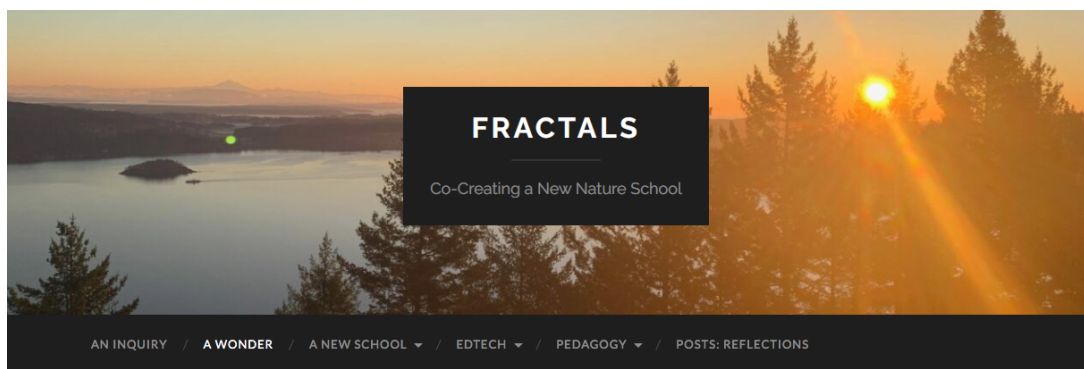 FRACTALS
Co-Creating a New Nature School
AN INQUIRY / A WONDER / A NEW SCHOOL / EDTECH / PEDAGOGY / POSTS: REFLECTIONS